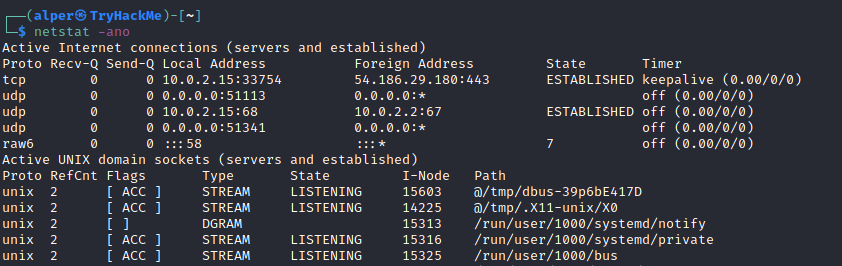 (alper㉿TryHackMe)-[~]
$ netstat -ano
Active Internet connections (servers and established)
Proto Recv-Q Send-Q Local Address           Foreign Address         State       Timer
tcp        0      0 10.0.2.15:33754         54.186.29.180:443       ESTABLISHED keepalive (0.00/0/0)
udp        0      0 0.0.0.0:51113           0.0.0.0:*                           off (0.00/0/0)
udp        0      0 10.0.2.15:68            10.0.2.2:67             ESTABLISHED off (0.00/0/0)
udp        0      0 0.0.0.0:51341           0.0.0.0:*                           off (0.00/0/0)
raw6       0      0 :::58                   :::*                    7           off (0.00/0/0)
Active UNIX domain sockets (servers and established)
Proto RefCnt Flags       Type       State         I-Node   Path
unix  2      [ ACC ]     STREAM     LISTENING     15603    @/tmp/dbus-39p6bE417D
unix  2      [ ACC ]     STREAM     LISTENING     14225    @/tmp/.X11-unix/X0
unix  2      [ ]         DGRAM                    15313    /run/user/1000/systemd/notify
unix  2      [ ACC ]     STREAM     LISTENING     15316    /run/user/1000/systemd/private
unix  2      [ ACC ]     STREAM     LISTENING     15325    /run/user/1000/bus